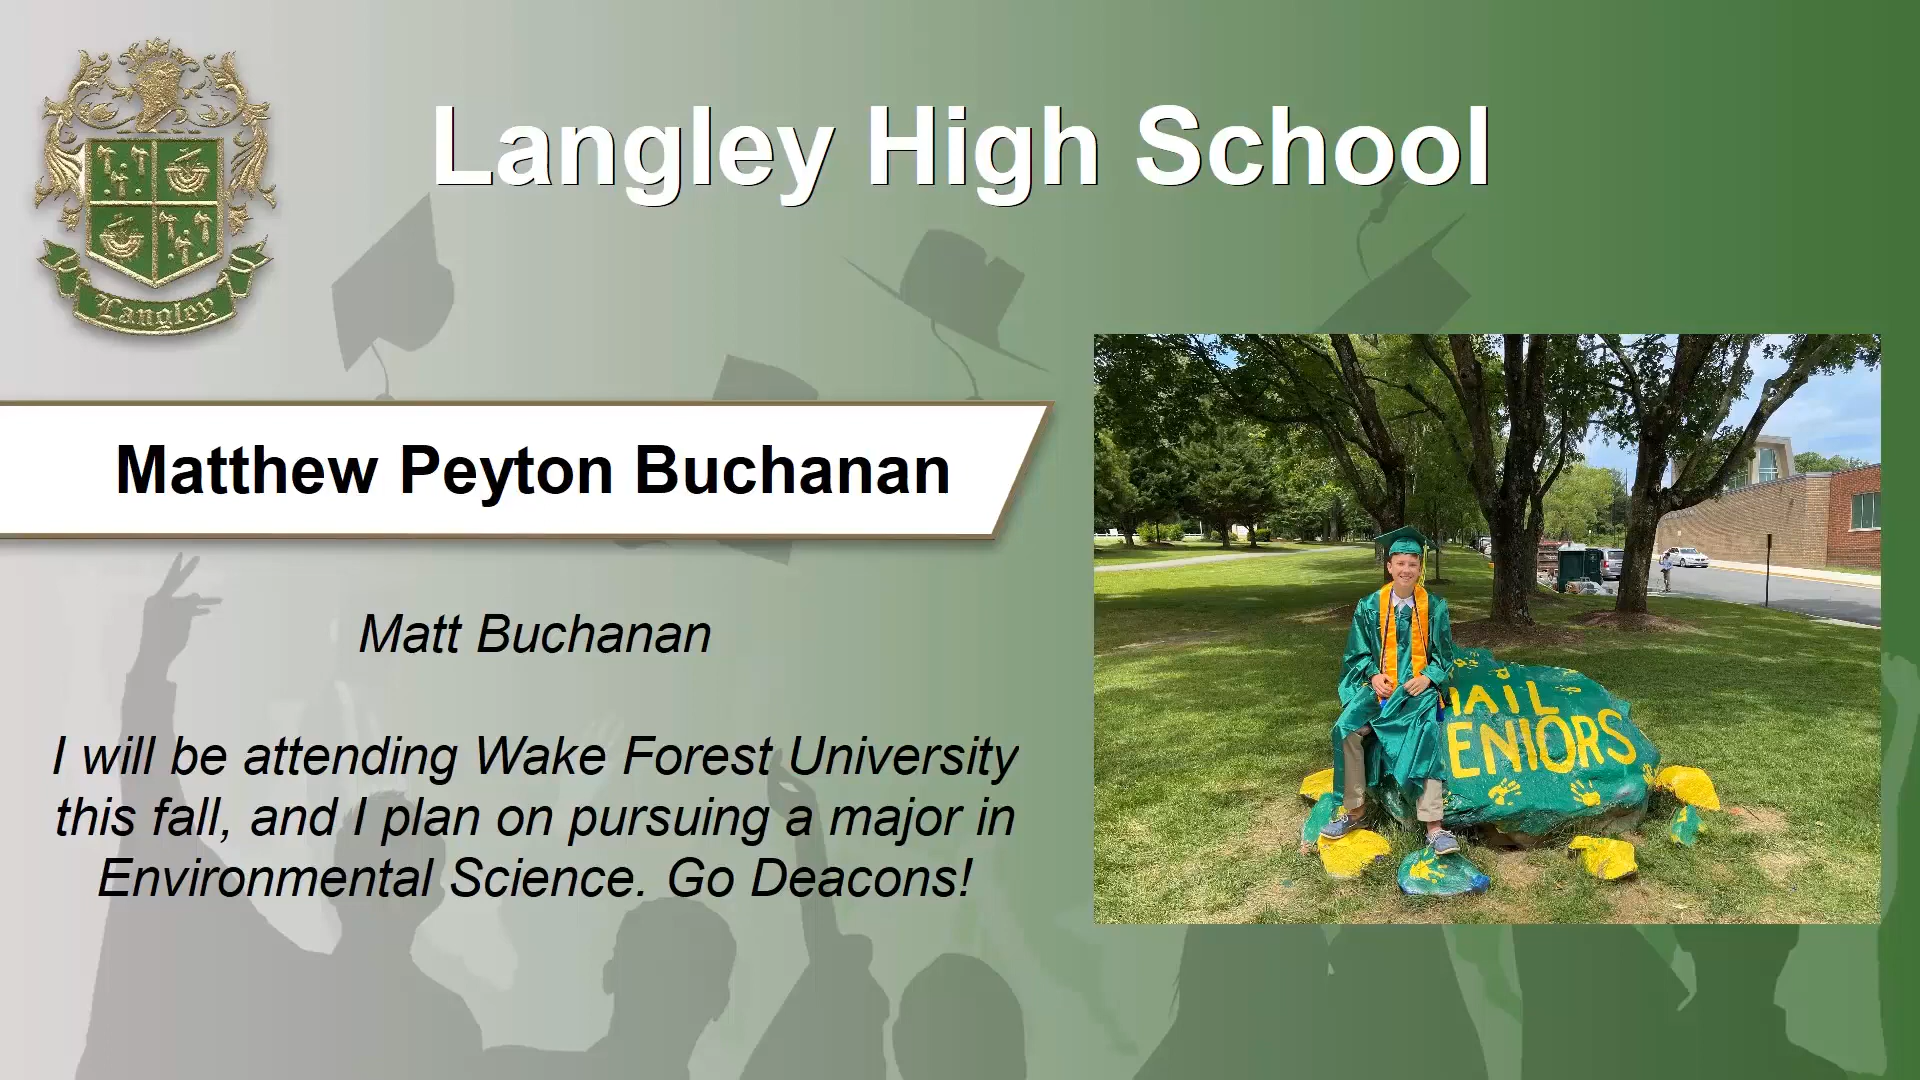 Langley High School
Langley
Matthew Peyton Buchanan
Matt Buchanan
I will be attending Wake Forest University
this fall, and I plan on pursuing a major in
Environmental Science. Go Deacons!
HAIL
ENIORS